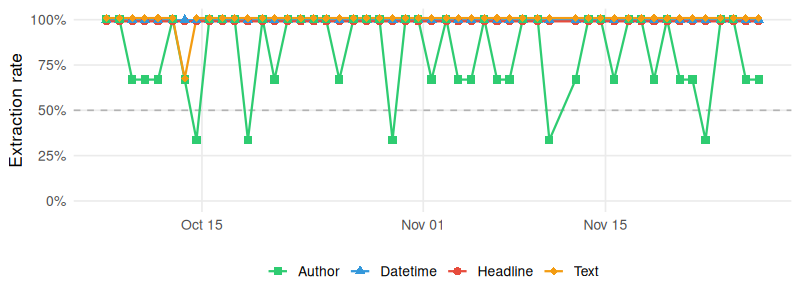 Extraction rate
100%
75%
50%
25%
0%
Oct 15 Nov 01 Nov 15
Author Datetime Headline Text